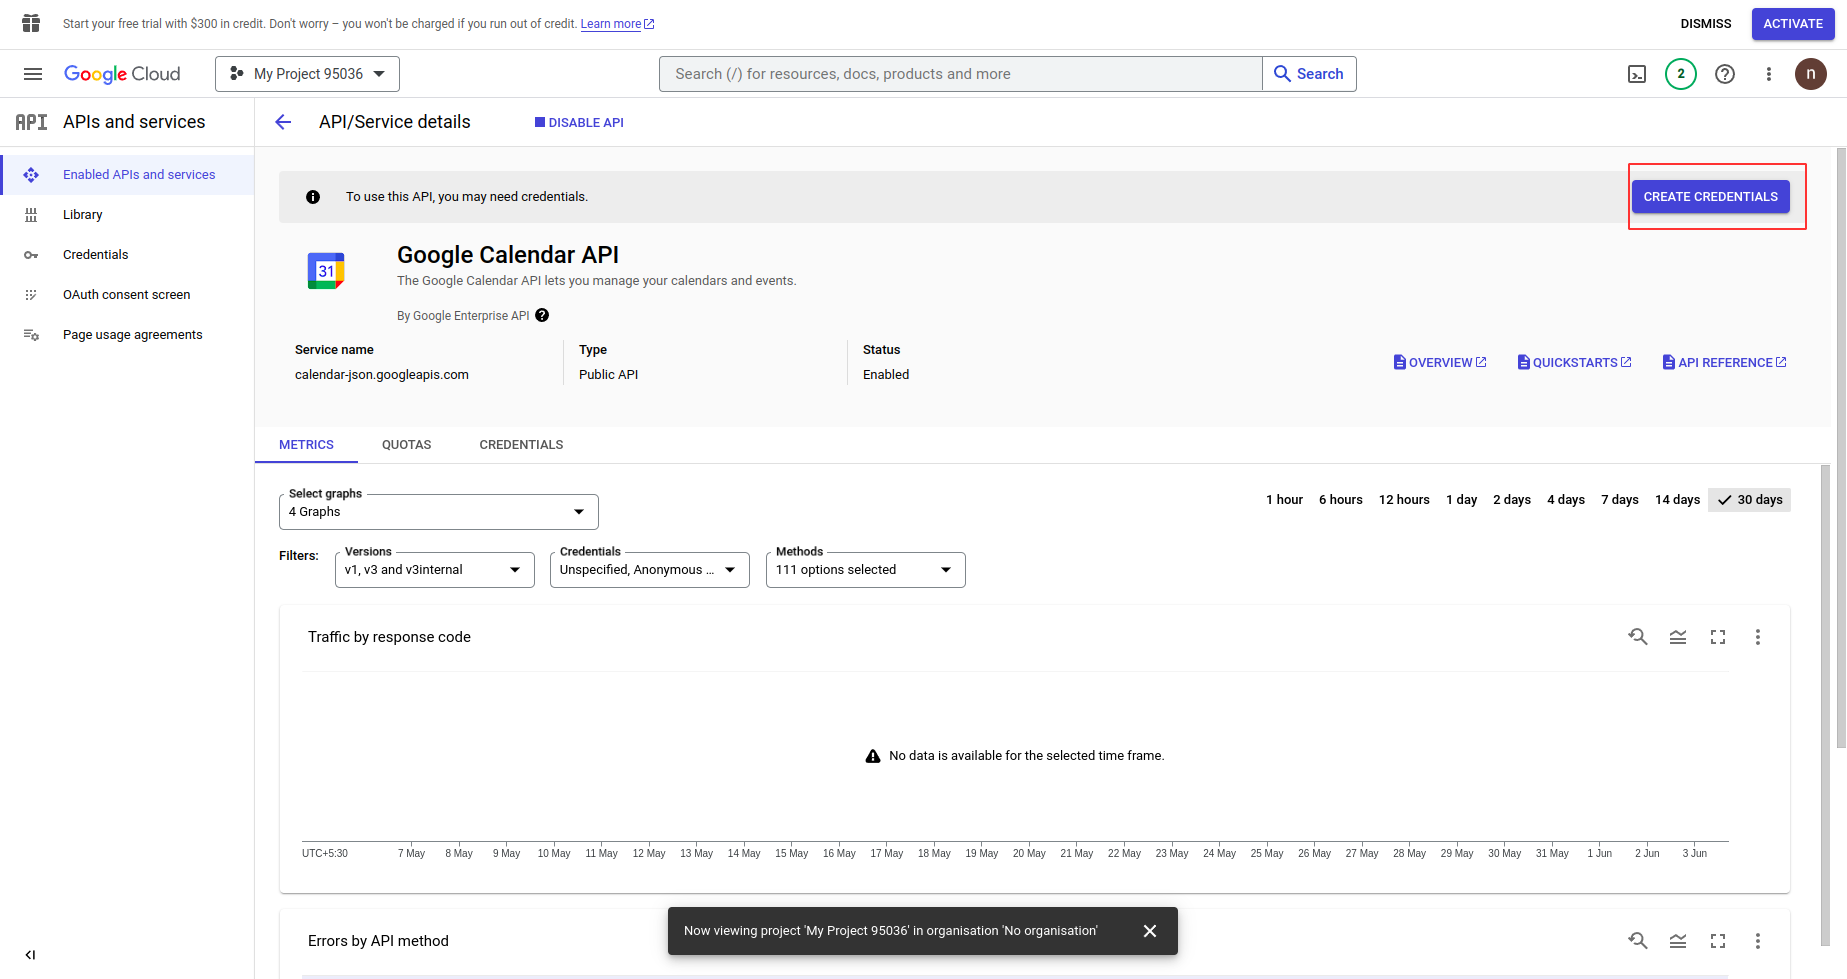 Start your free trial with $300 in credit. Don't worry – you won't be charged if you run out of credit. Learn more
DISMISS
ACTIVATE
Google Cloud
My Project 95036
Search (/) for resources, docs, products and more
Search
2
n
API
APIs and services
API/Service details
DISABLE API
Enabled APIs and services
Library
Credentials
OAuth consent screen
Page usage agreements
To use this API, you may need credentials.
CREATE CREDENTIALS
31
Google Calendar API
The Google Calendar API lets you manage your calendars and events.
By Google Enterprise API
Service name
calendar-json.googleapis.com
Type
Public API
Status
Enabled
OVERVIEW
QUICKSTARTS
API REFERENCE
METRICS
QUOTAS
CREDENTIALS
Select graphs
4 Graphs
1 hour
6 hours
12 hours
1 day
2 days
4 days
7 days
14 days
30 days
Filters:
Versions
v1, v3 and v3internal
Credentials
Unspecified, Anonymous ...
Methods
111 options selected
Traffic by response code
No data is available for the selected time frame.
UTC+5:30
7 May
8 May
9 May
10 May
11 May
12 May
13 May
14 May
15 May
16 May
17 May
18 May
19 May
20 May
21 May
22 May
23 May
24 May
25 May
26 May
27 May
28 May
29 May
30 May
31 May
1 Jun
2 Jun
3 Jun
Now viewing project 'My Project 95036' in organisation 'No organisation'
Errors by API method